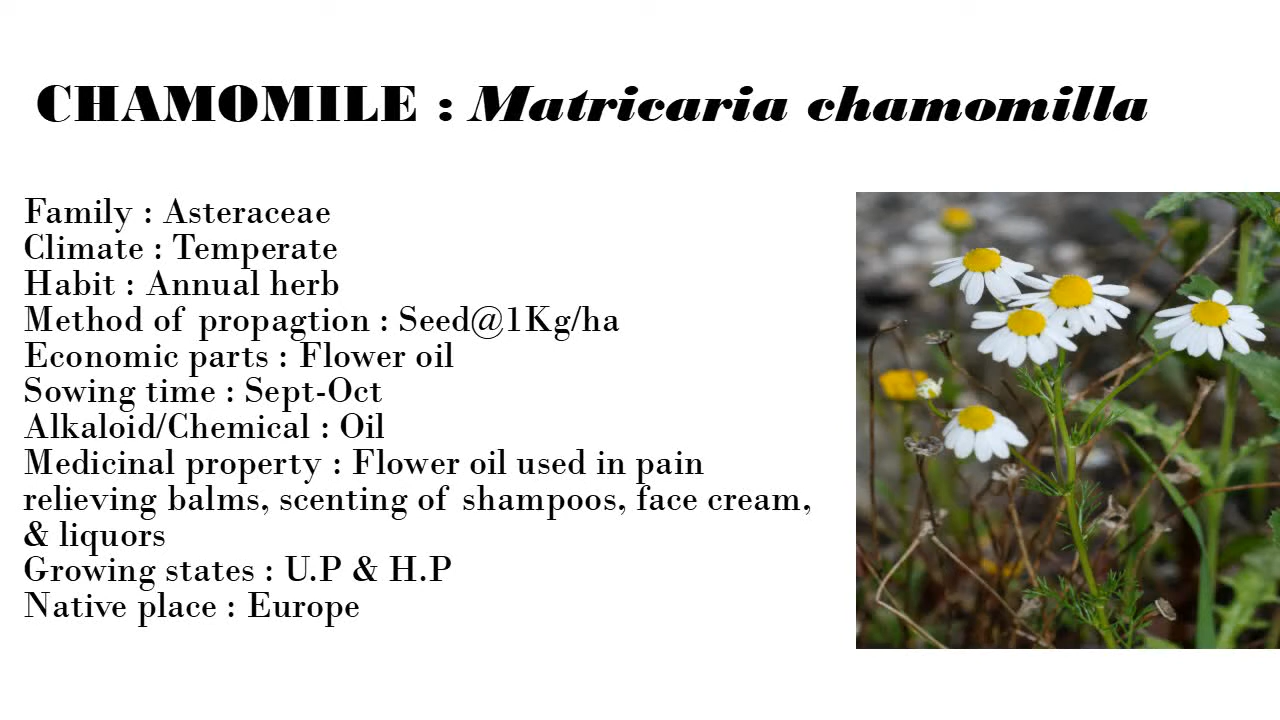 CHAMOMILE : Matricaria chamomilla
Family : Asteraceae
Climate : Temperate
Habit : Annual herb
Method of propagtion : Seed@1Kg/ha
Economic parts : Flower oil
Sowing time : Sept-Oct
Alkaloid/Chemical : Oil
Medicinal property : Flower oil used in pain
relieving balms, scenting of shampoos, face cream,
& liquors
Growing states : U.P & H.P
Native place : Europe